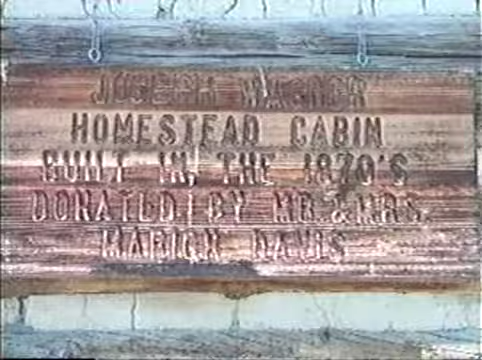 JOSEPH WAGNER
HOMESTEAD CABIN
BUILT IN THE 1870'S
DONATED BY MR. & MRS.
MARION DAVIS